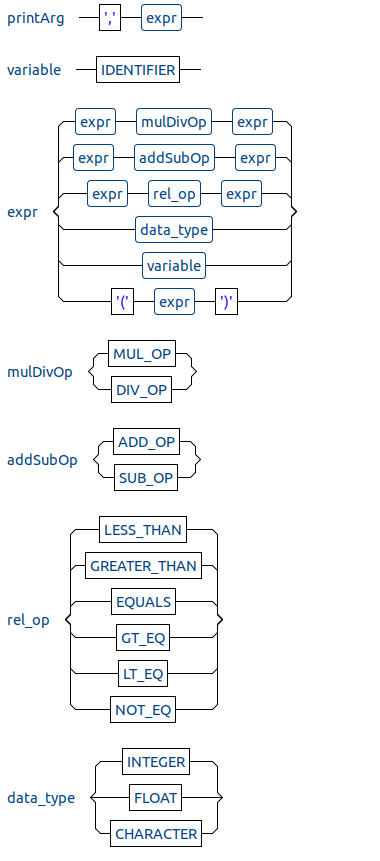 printArg ',' expr
variable IDENTIFIER
expr mulDivOp expr
expr addSubOp expr
expr rel_op expr
expr
data_type
variable
'(' expr ')'
MUL_OP
mulDivOp
DIV_OP
ADD_OP
addSubOp
SUB_OP
LESS_THAN
GREATER_THAN
EQUALS
rel_op
GT_EQ
LT_EQ
NOT_EQ
INTEGER
data_type FLOAT
CHARACTER